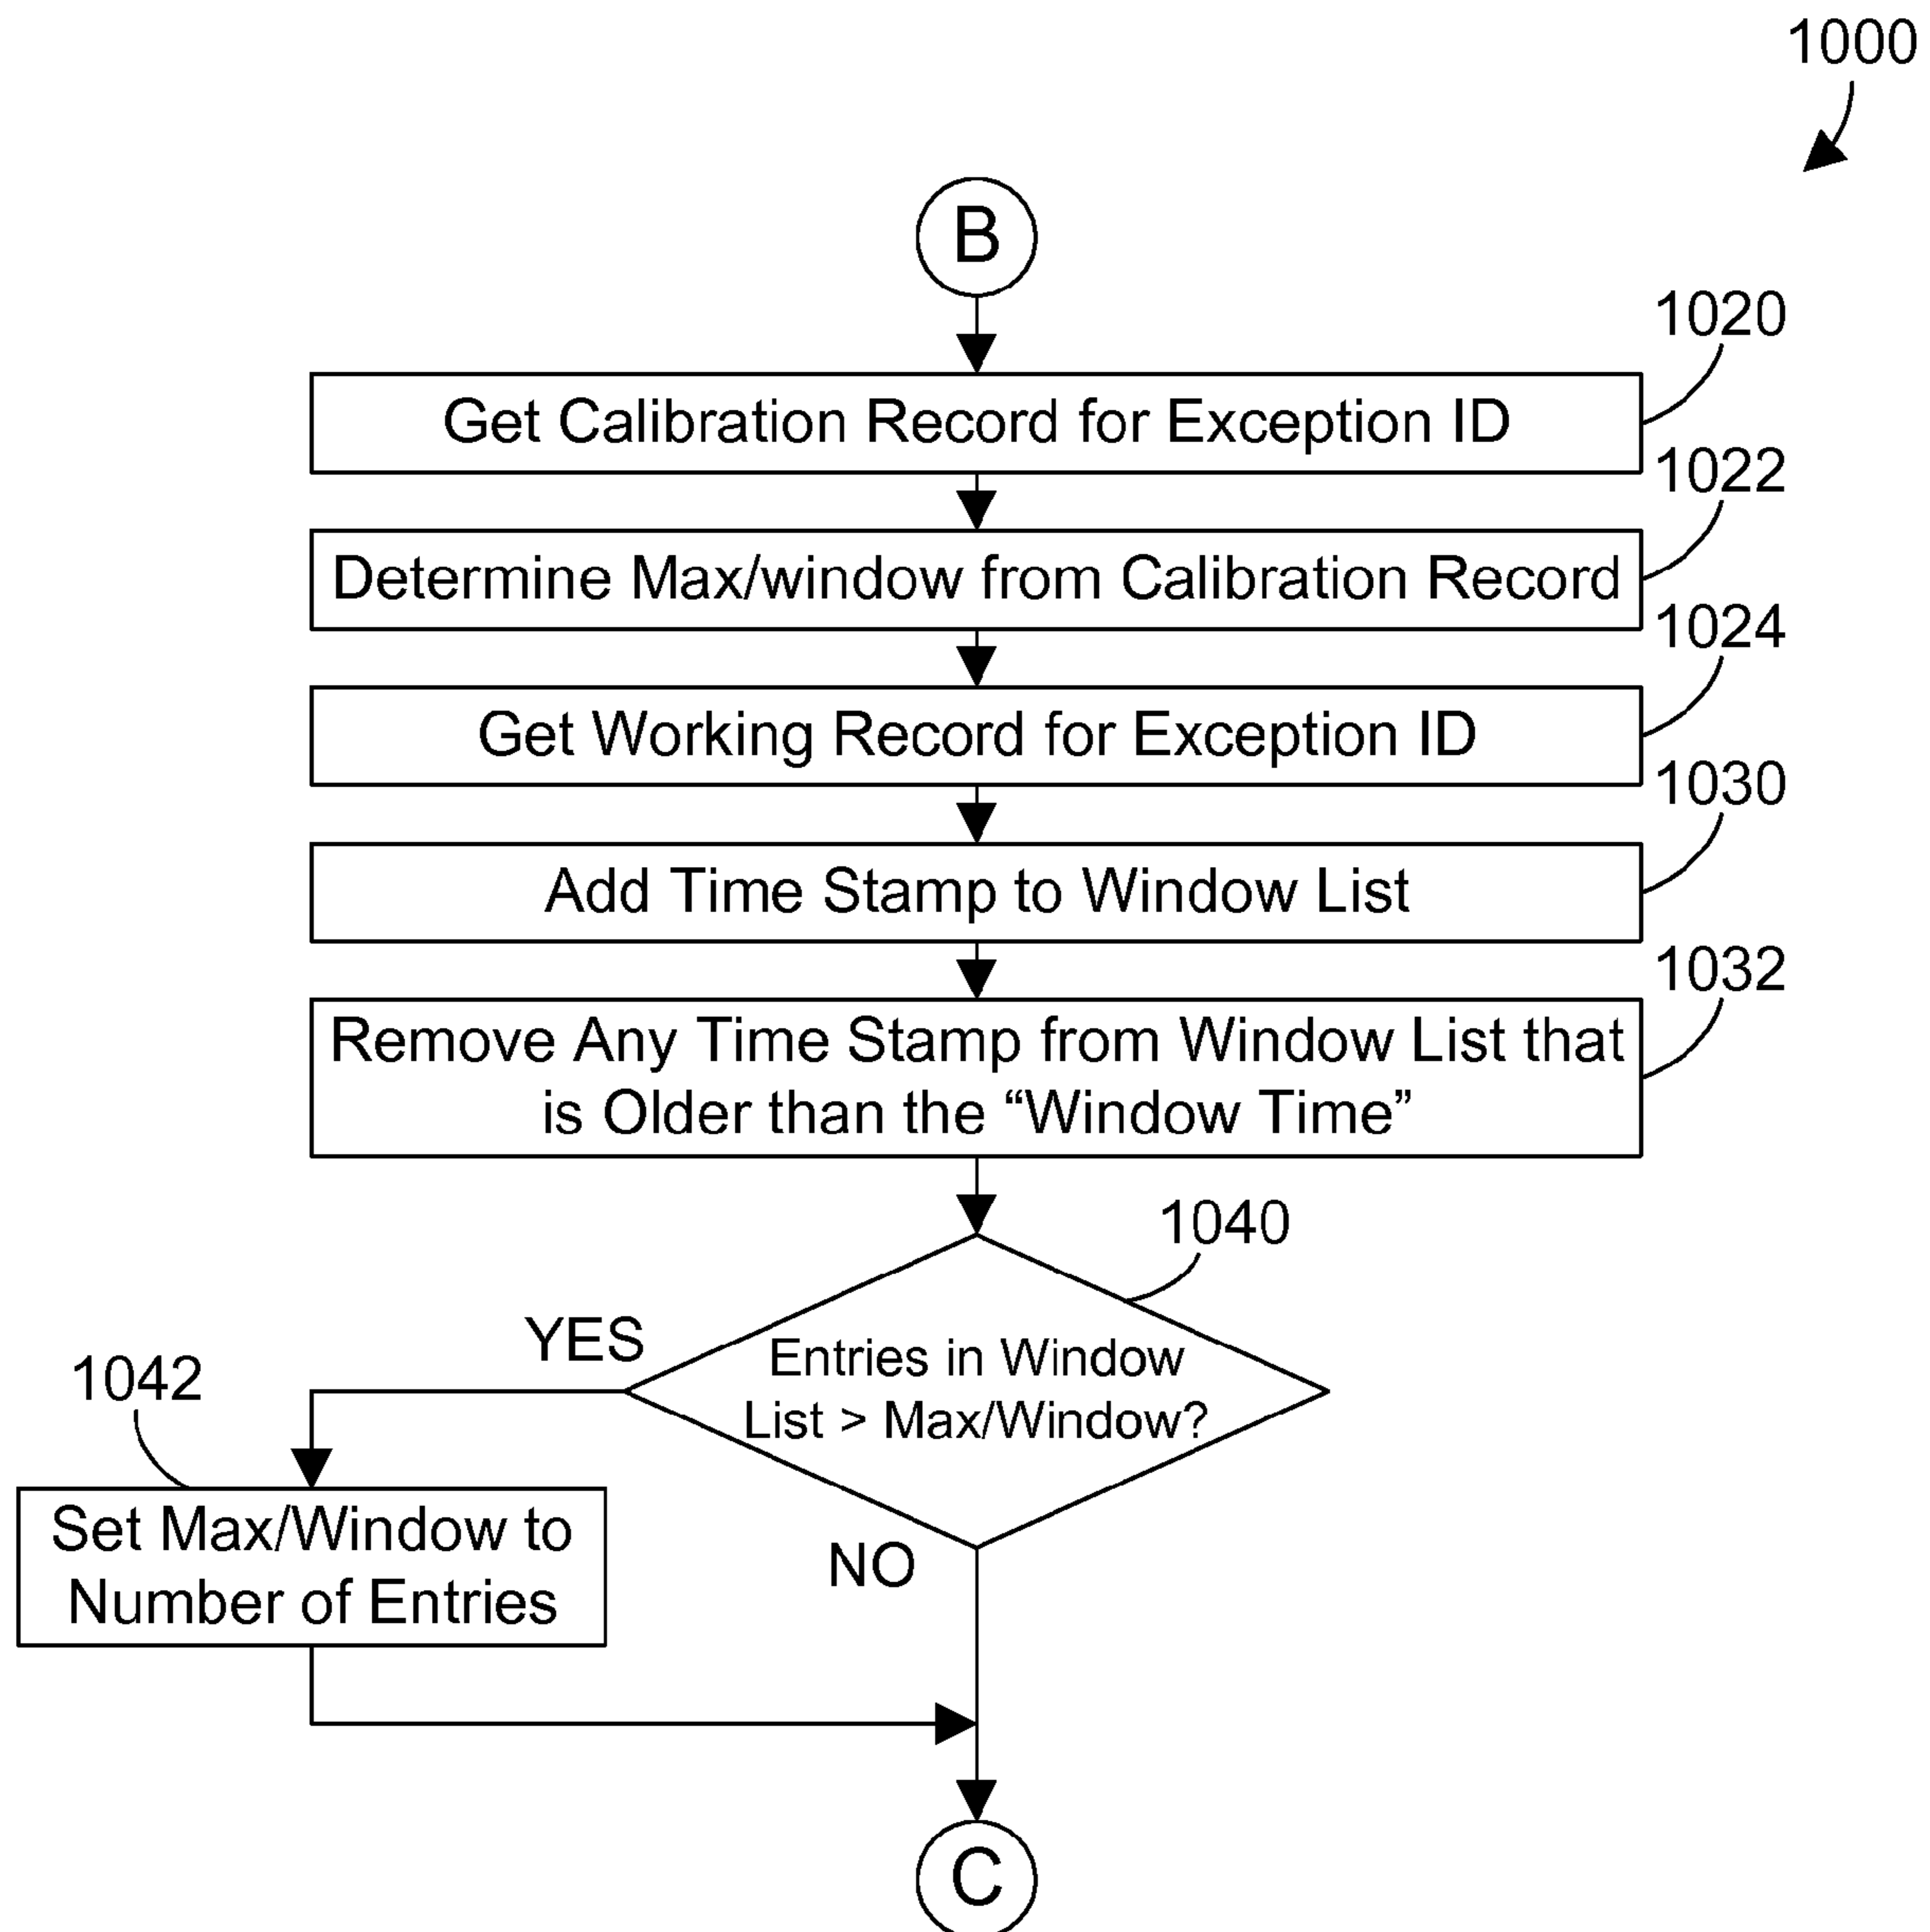 1000
B
1020
Get Calibration Record for Exception ID
1022
Determine Max/window from Calibration Record
1024
Get Working Record for Exception ID
1030
Add Time Stamp to Window List
1032
Remove Any Time Stamp from Window List that
is Older than the “Window Time”
1040
YES
Entries in Window
List > Max/Window?
1042
Set Max/Window to
Number of Entries
NO
C